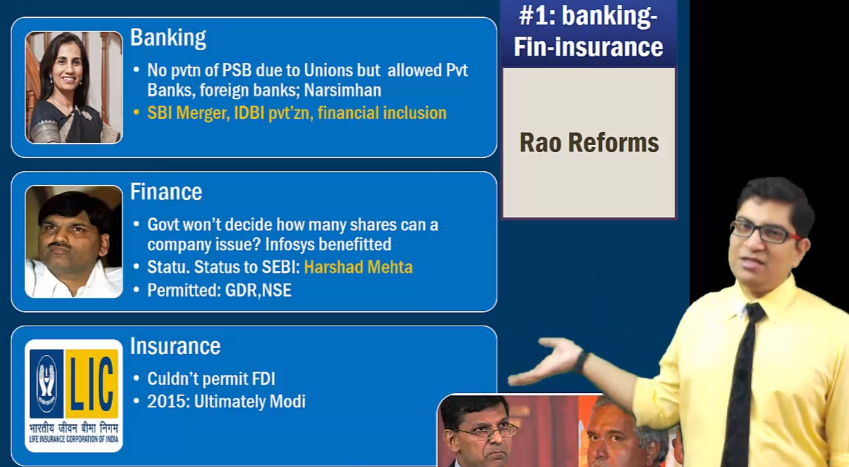 Banking
• No pvtn of PSB due to Unions but allowed Pvt
Banks, foreign banks; Narsimhan
• SBI Merger, IDBI pvt'zn, financial inclusion
Finance
• Govt won't decide how many shares can a
company issue? Infosys benefitted
• Statu. Status to SEBI: Harshad Mehta
• Permitted: GDR,NSE
Insurance
• Culdn't permit FDI
• 2015: Ultimately Modi
LIC
भारतीय जीवन बीमा निगम
LIFE INSURANCE CORPORATION OF INDIA
#1: banking-
Fin-insurance
Rao Reforms